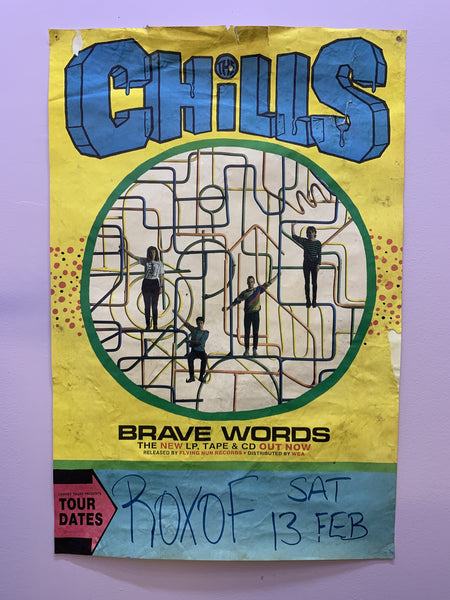 THE
CHILLS
BRAVE WORDS
THE NEW LP, TAPE & CD OUT NOW
RELEASED BY FLYING NUN RECORDS • DISTRIBUTED BY WEA
TOUR
DATES
ROXOF
SAT
13 FEB